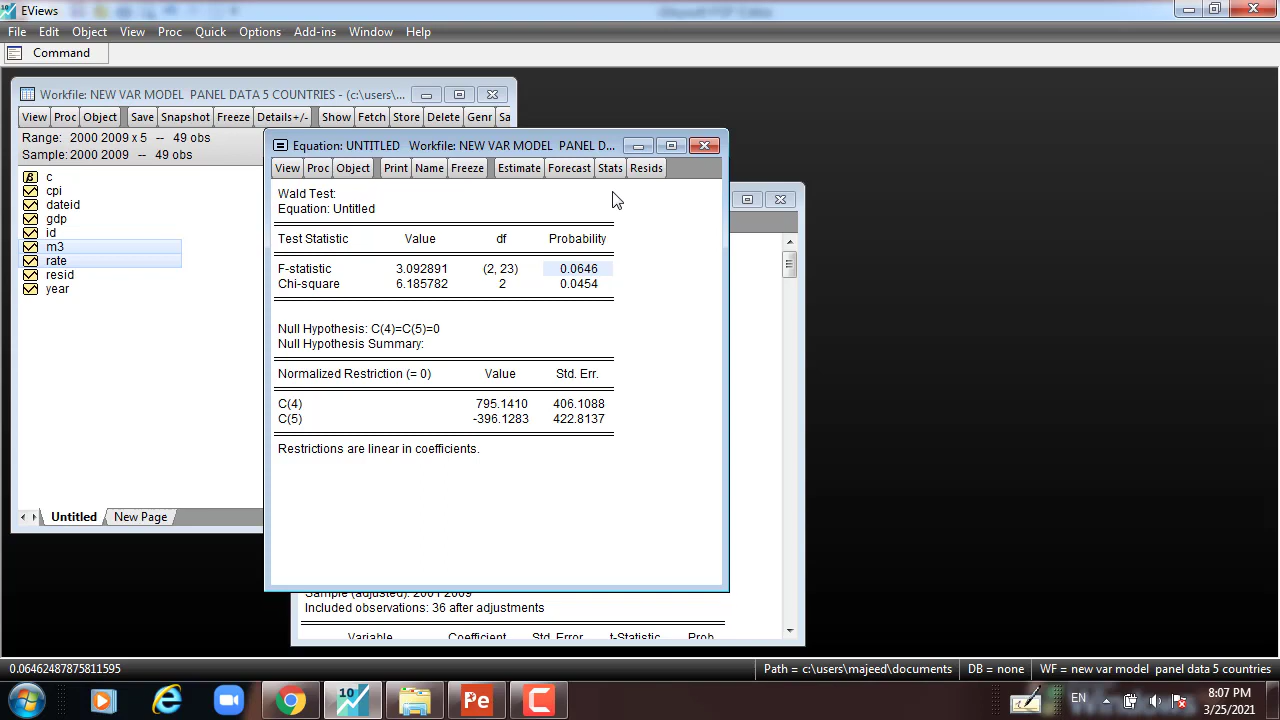 EViews
File Edit Object View Proc Quick Options Add-ins Window Help
Command
Workfile: NEW VAR MODEL PANEL DATA 5 COUNTRIES - (c:\users\...
View Proc Object Save Snapshot Freeze Details+/- Show Fetch Store Delete Genr Sa
Range: 2000 2009 x 5 -- 49 obs
Sample: 2000 2009 -- 49 obs
c
cpi
dateid
gdp
id
m3
rate
resid
year
Untitled New Page
Equation: UNTITLED Workfile: NEW VAR MODEL PANEL D...
View Proc Object Print Name Freeze Estimate Forecast Stats Resids
Wald Test:
Equation: Untitled
Test Statistic Value df Probability
F-statistic 3.092891 (2, 23) 0.0646
Chi-square 6.185782 2 0.0454
Null Hypothesis: C(4)=C(5)=0
Null Hypothesis Summary:
Normalized Restriction (= 0) Value Std. Err.
C(4) 795.1410 406.1088
C(5) -396.1283 422.8137
Restrictions are linear in coefficients.
Sample (adjusted): 2001 2009
Included observations: 36 after adjustments
Variable Coefficient Std. Error t-Statistic Prob.
0.06462487875811595 Path = c:\users\majeed\documents DB = none WF = new var model panel data 5 countries
10 Pe C EN 8:07 PM
3/25/2021